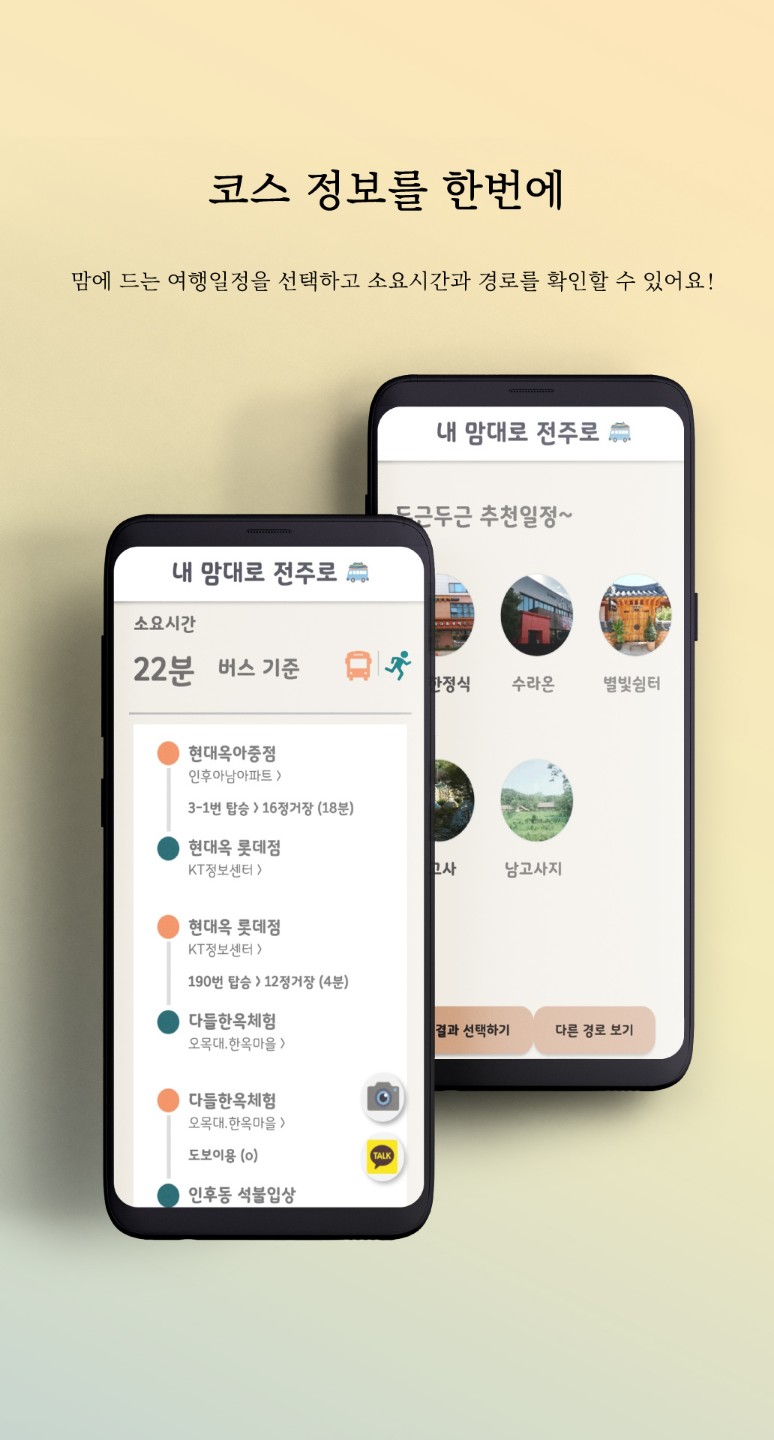 코스 정보를 한번에
맘에 드는 여행일정을 선택하고 소요시간과 경로를 확인할 수 있어요!
내 맘대로 전주로
두근두근 추천일정~
한정식
수라온
별빛쉼터
고사
남고사지
결과 선택하기
다른 경로 보기
내 맘대로 전주로
소요시간
22분 버스 기준
현대옥아중점
인후아남아파트 >
3-1번 탑승 > 16정거장 (18분)
현대옥 롯데점
KT정보센터 >
현대옥 롯데점
KT정보센터 >
190번 탑승 > 12정거장 (4분)
다들한옥체험
오목대.한옥마을 >
다들한옥체험
오목대.한옥마을 >
도보이용 (0)
인후동 석불입상
TALK